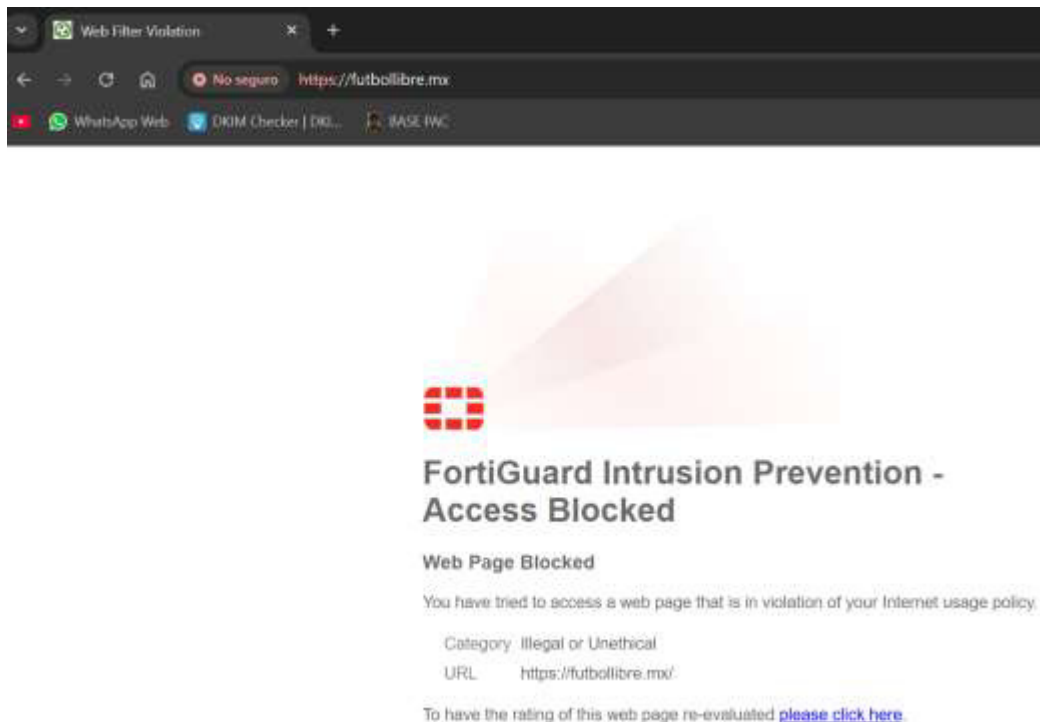 Web Filter Violation
No seguro https://futbollibre.mx
WhatsApp Web DKIM Checker | DKI... BASE IWC
FortiGuard Intrusion Prevention -
Access Blocked
Web Page Blocked
You have tried to access a web page that is in violation of your Internet usage policy.
Category Illegal or Unethical
URL https://futbollibre.mx/
To have the rating of this web page re-evaluated please click here.